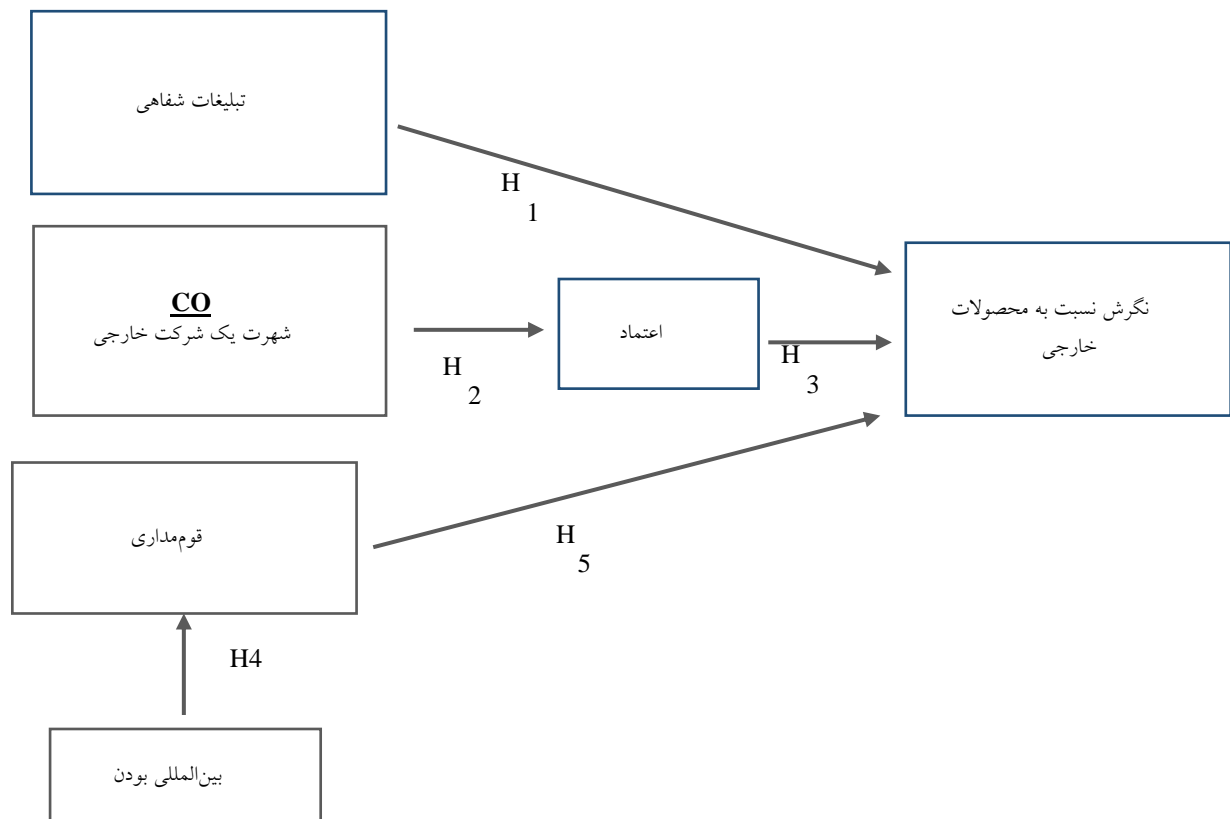 تبلیغات شفاهی
H
1
CO
شهرت یک شرکت خارجی
H
2
اعتماد
H
3
نگرش نسبت به محصولات
خارجی
قوم‌مداری
H
5
H4
بین‌المللی بودن